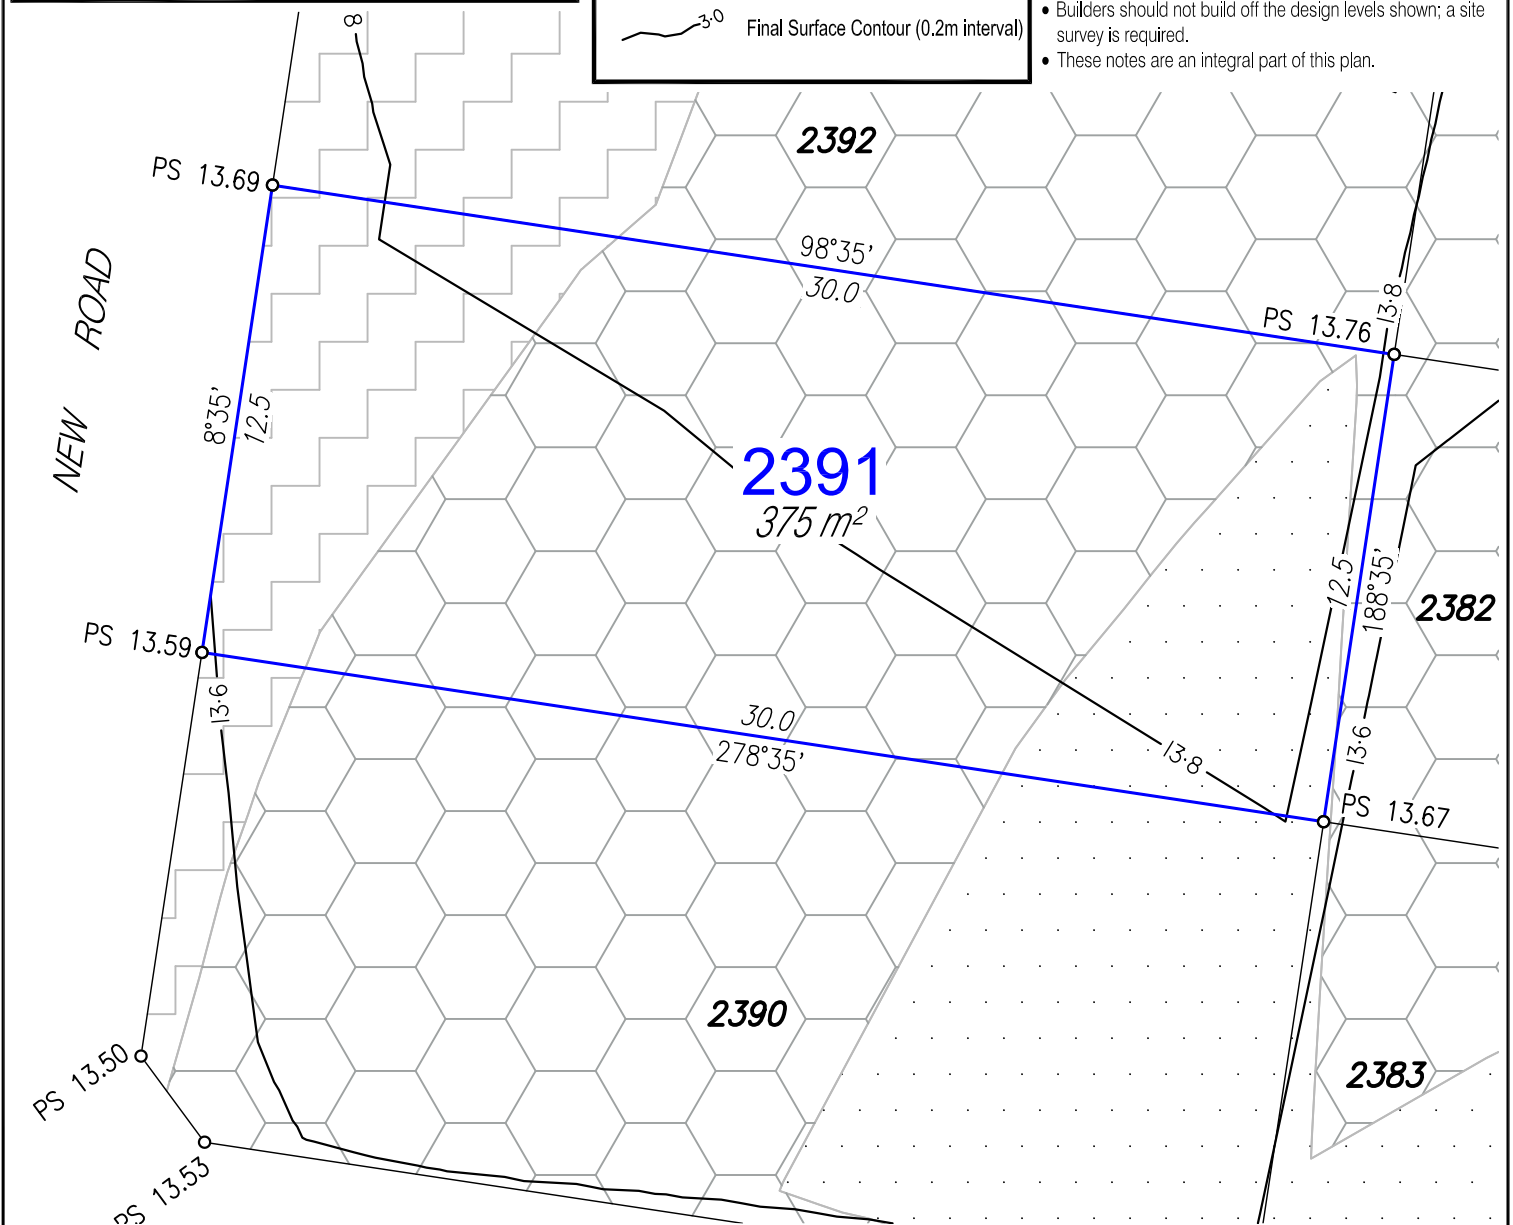 8
3·0
Final Surface Contour (0.2m interval)
• Builders should not build off the design levels shown; a site
survey is required.
• These notes are an integral part of this plan.
2392
PS 13.69
98°35'
30.0
NEW ROAD
PS 13.76
13·8
8°35'
12.5
2391
375 m²
12.5
188°35'
2382
PS 13.59
13·6
30.0
278°35'
13·8
13·6
PS 13.67
2390
2383
PS 13.50
PS 13.53